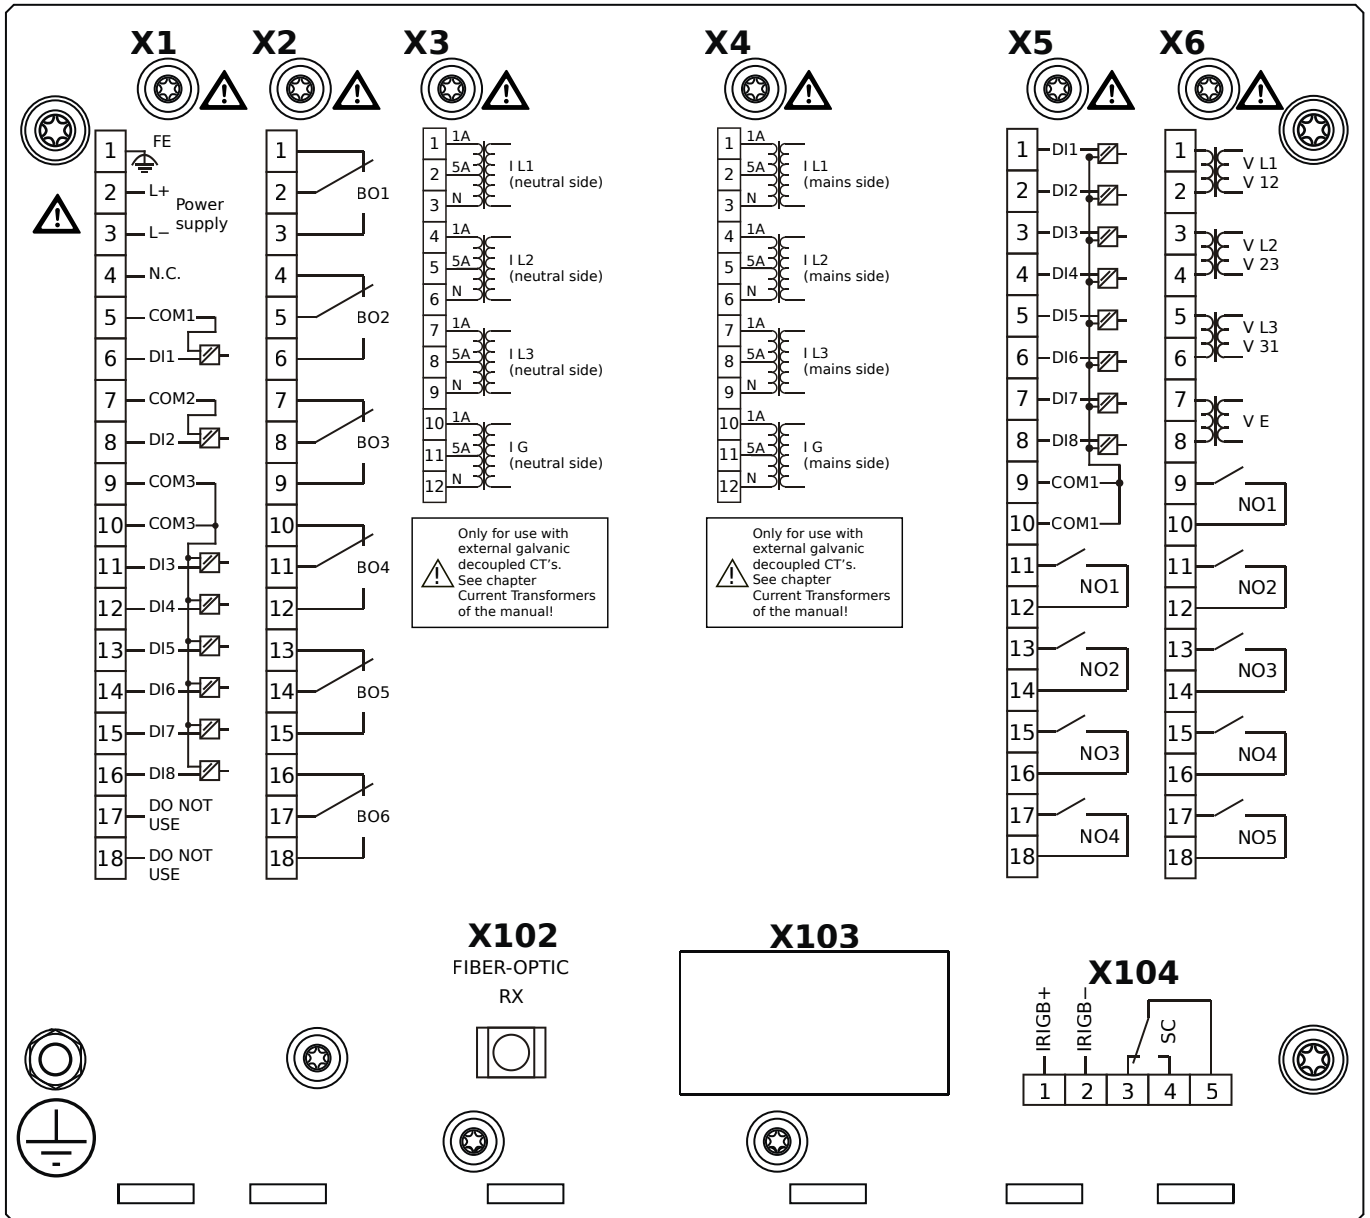 X1 X2 X3 X4 X5 X6
1 FE
2 L+
Power
supply
3 L−
4 N.C.
5 COM1
6 DI1
7 COM2
8 DI2
9 COM3
10 COM3
11 DI3
12 DI4
13 DI5
14 DI6
15 DI7
16 DI8
17 DO NOT
USE
18 DO NOT
USE
1
2 BO1
3
4
5 BO2
6
7
8 BO3
9
10
11 BO4
12
13
14 BO5
15
16
17 BO6
18
1 1A
2 5A I L1
(neutral side)
3 N
4 1A
5 5A I L2
(neutral side)
6 N
7 1A
8 5A I L3
(neutral side)
9 N
10 1A
11 5A I G
(neutral side)
12 N
Only for use with
external galvanic
decoupled CT's.
See chapter
Current Transformers
of the manual!
1 1A
2 5A I L1
(mains side)
3 N
4 1A
5 5A I L2
(mains side)
6 N
7 1A
8 5A I L3
(mains side)
9 N
10 1A
11 5A I G
(mains side)
12 N
Only for use with
external galvanic
decoupled CT's.
See chapter
Current Transformers
of the manual!
1 DI1
2 DI2
3 DI3
4 DI4
5 DI5
6 DI6
7 DI7
8 DI8
9 COM1
10 COM1
11
NO1
12
13
NO2
14
15
NO3
16
17
NO4
18
1 V L1
2 V 12
3 V L2
4 V 23
5 V L3
6 V 31
7
V E
8
9
NO1
10
11
NO2
12
13
NO3
14
15
NO4
16
17
NO5
18
X102
FIBER-OPTIC
RX
X103
X104
IRIGB+
IRIGB−
SC
1 2 3 4 5